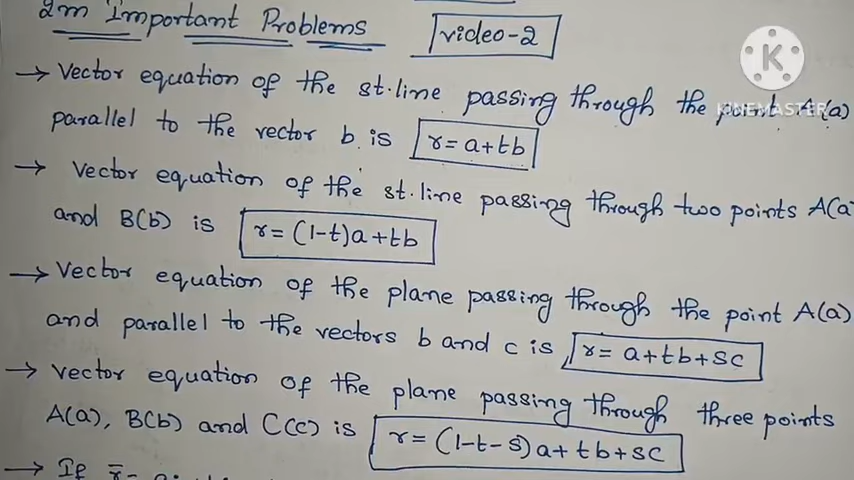 2m Important Problems video-2
→ Vector equation of the st.line passing through the point A(a)
parallel to the vector b is r = a+tb
→ Vector equation of the st.line passing through two points A(a
and B(b) is r = (1-t)a+tb
→ Vector equation of the plane passing through the point A(a)
and parallel to the vectors b and c is r = a+tb+sc
→ Vector equation of the plane passing through three points
A(a), B(b) and C(c) is r = (1-t-s)a+tb+sc
→ If r̄
K
KINEMASTER